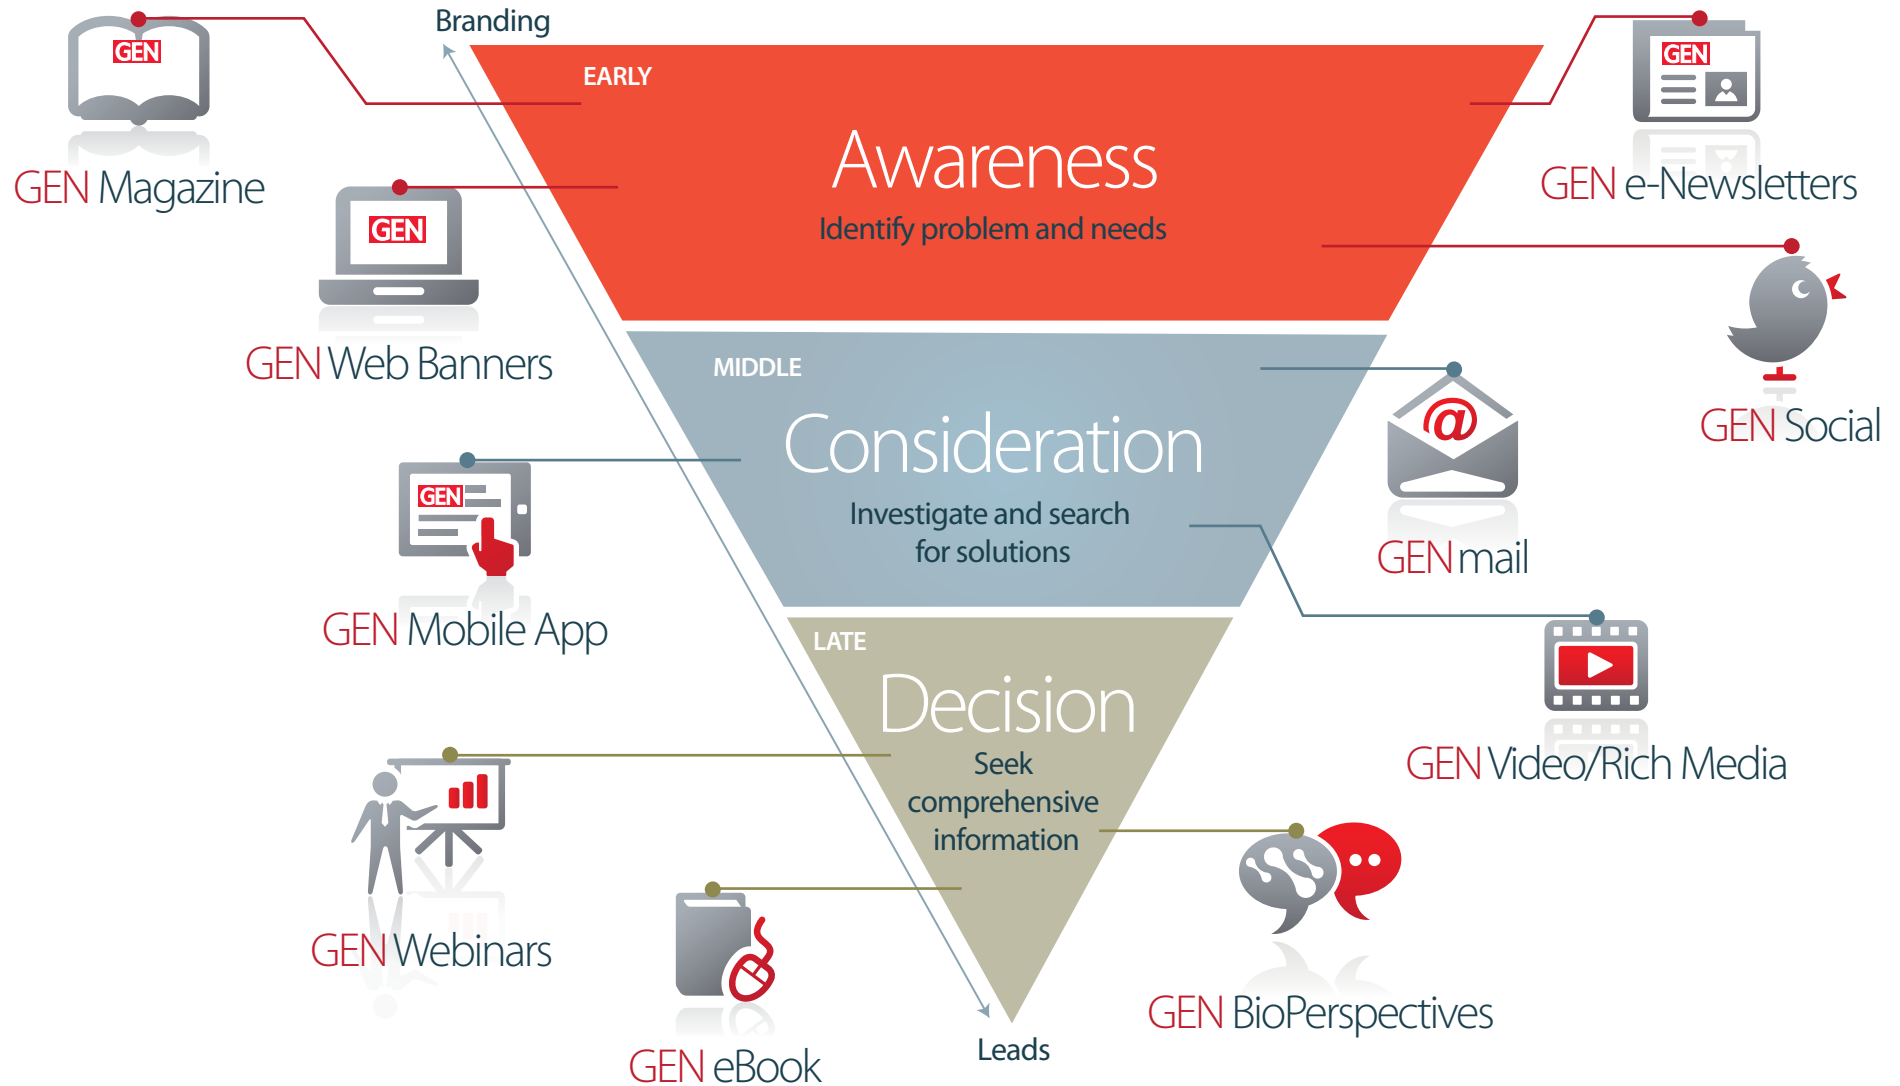 Branding
EARLY
Awareness
Identify problem and needs
GEN
GEN Magazine
GEN
GEN e-Newsletters
GEN
GEN Web Banners
GEN Social
MIDDLE
Consideration
Investigate and search
for solutions
@
GEN mail
GEN
GEN Mobile App
GEN Video/Rich Media
LATE
Decision
Seek
comprehensive
information
GEN Webinars
GEN BioPerspectives
GEN eBook
Leads